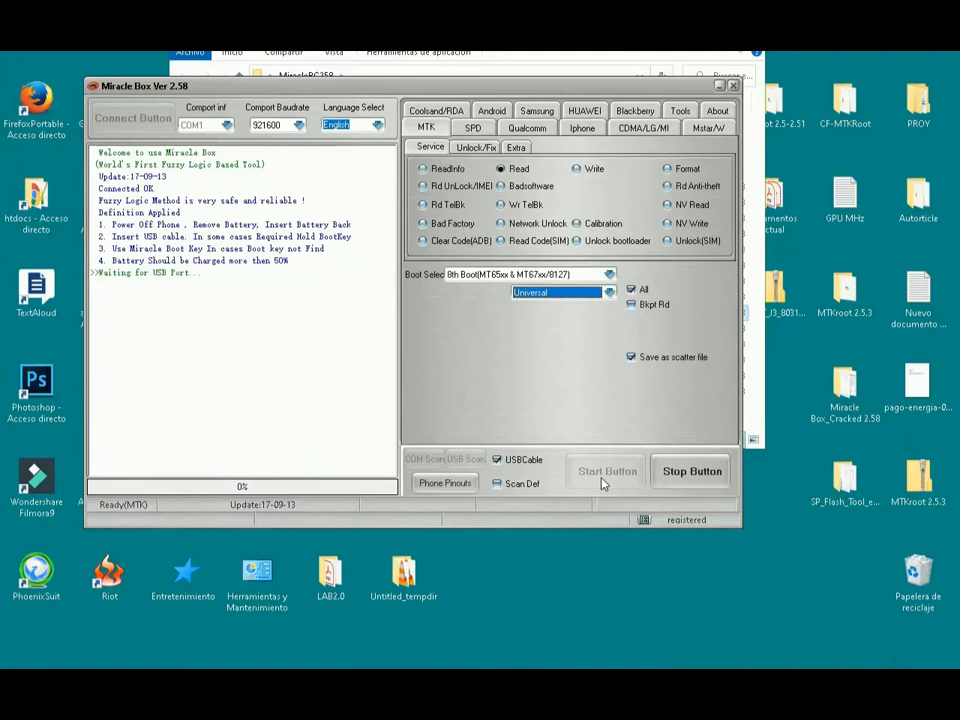 Archivo Inicio Compartir Vista Herramientas de aplicación
MiracleBC358
Buscar...
Miracle Box Ver 2.58
Connect Button
Comport inf
COM1
Comport Baudrate
921600
Language Select
English
Welcome to use Miracle Box
(World's First Fuzzy Logic Based Tool)
Update:17-09-13
Connected OK
Fuzzy Logic Method is very safe and reliable !
Definition Applied
1. Power Off Phone , Remove Battery, Insert Battery Back
2. Insert USB cable. In some cases Required Hold BootKey
3. Use Miracle Boot Key In cases Boot key not Find
4. Battery Should be Charged more then 50%
>>Waiting for USB Port...
0%
Ready(MTK)
Update:17-09-13
Coolsand/RDA Android Samsung HUAWEI Blackberry Tools About
MTK SPD Qualcomm Iphone CDMA/LG/MI Mstar/W
Service Unlock/Fix Extra
ReadInfo Read Write Format
Rd UnLock/IMEI Badsoftware Rd Anti-theft
Rd TelBk Wr TelBk NV Read
Bad Factory Network Unlock Calibration NV Write
Clear Code(ADB) Read Code(SIM) Unlock bootloader Unlock(SIM)
Boot Selec 8th Boot(MT65xx & MT67xx/8127)
Universal
All
Bkpt Rd
Save as scatter file
COM Scan USB Scan USBCable
Phone Pinouts Scan Def
Start Button
Stop Button
registered
FirefoxPortable - Acceso directo
htdocs - Acceso directo
TextAloud
Photoshop - Acceso directo
Wondershare Filmora9
PhoenixSuit
Riot
Entretenimiento
Herramientas y Mantenimiento
LAB2.0
Untitled_tempdir
2.5-2.51
CF-MTKRoot
PROY
GPU MHz
Autorticle
_J3_8031...
MTKroot 2.5.3
Nuevo documento ...
Miracle Box_Cracked 2.58
pago-energia-0...
SP_Flash_Tool_e...
MTKroot 2.5.3
Papelera de reciclaje